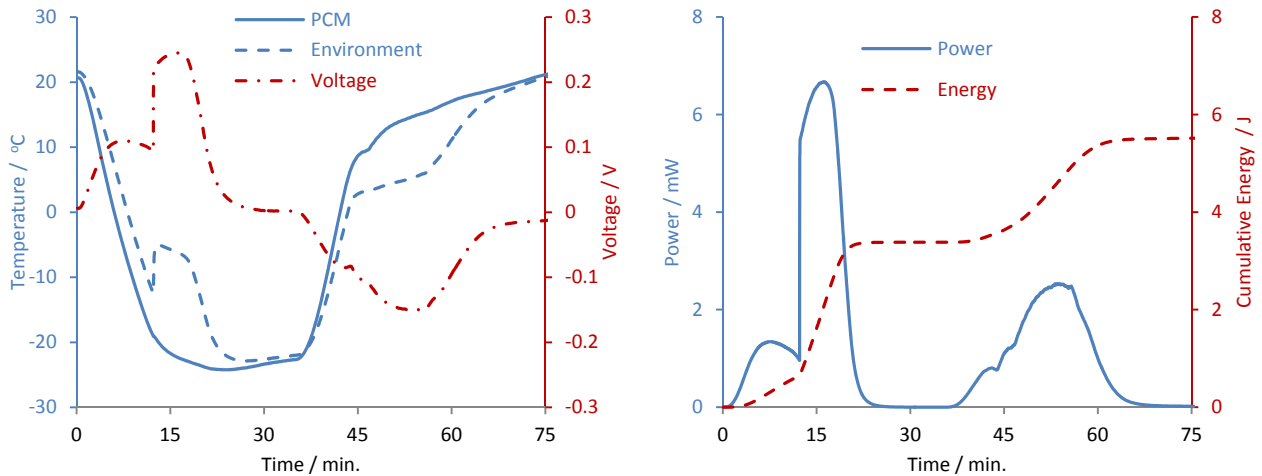 30
20
10
0
-10
-20
-30
Temperature / ºC
PCM
Environment
Voltage
0.3
0.2
0.1
0
-0.1
-0.2
-0.3
Voltage / V
0 15 30 45 60 75
Time / min.
8
6
4
2
0
Power / mW
Power
Energy
8
6
4
2
0
Cumulative Energy / J
0 15 30 45 60 75
Time / min.